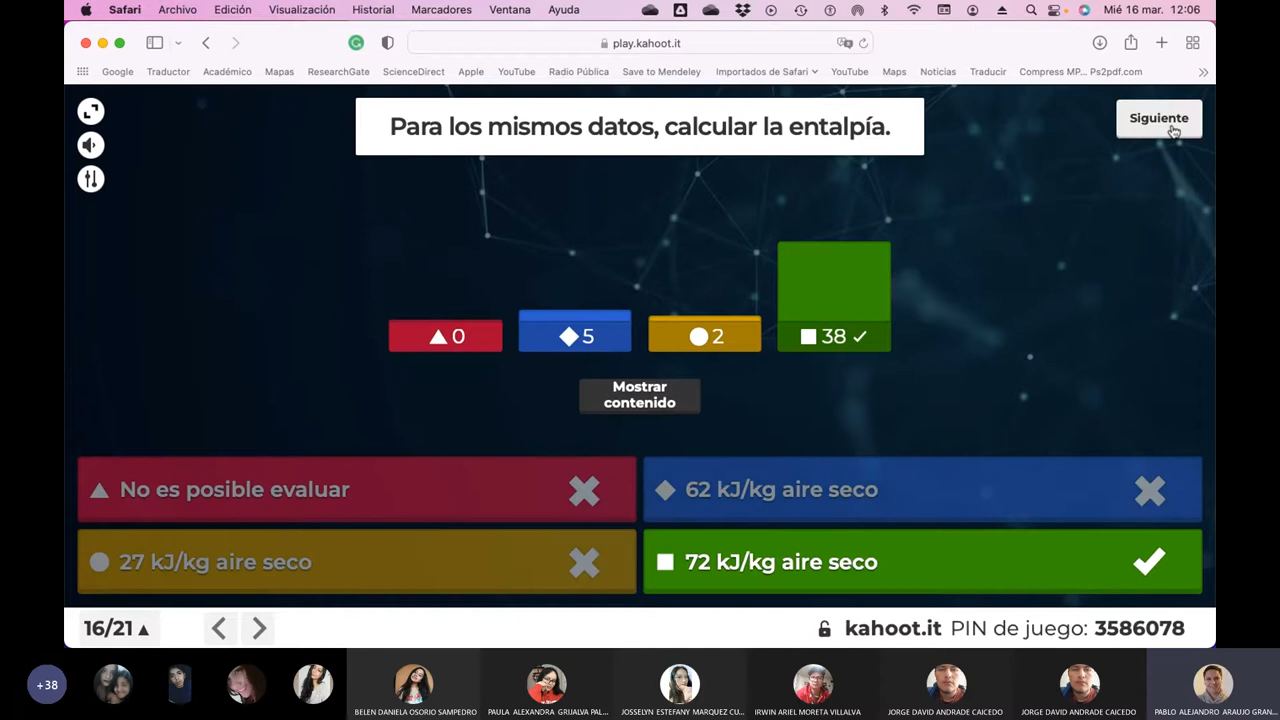 Safari Archivo Edición Visualización Historial Marcadores Ventana Ayuda Mié 16 mar. 12:06
play.kahoot.it
Google Traductor Académico Mapas ResearchGate ScienceDirect Apple YouTube Radio Pública Save to Mendeley Importados de Safari YouTube Maps Noticias Traducir Compress MP... Ps2pdf.com
Para los mismos datos, calcular la entalpía.
Siguiente
0 5 2 38
Mostrar
contenido
No es posible evaluar
62 kJ/kg aire seco
27 kJ/kg aire seco
72 kJ/kg aire seco
16/21
kahoot.it PIN de juego: 3586078
+38
BELEN DANIELA OSORIO SAMPEDRO
PAULA ALEXANDRA GRIJALVA PAL...
JOSSELYN ESTEFANY MARQUEZ CU...
IRWIN ARIEL MORETA VILLALVA
JORGE DAVID ANDRADE CAICEDO
JORGE DAVID ANDRADE CAICEDO
PABLO ALEJANDRO ARAUJO GRAN...